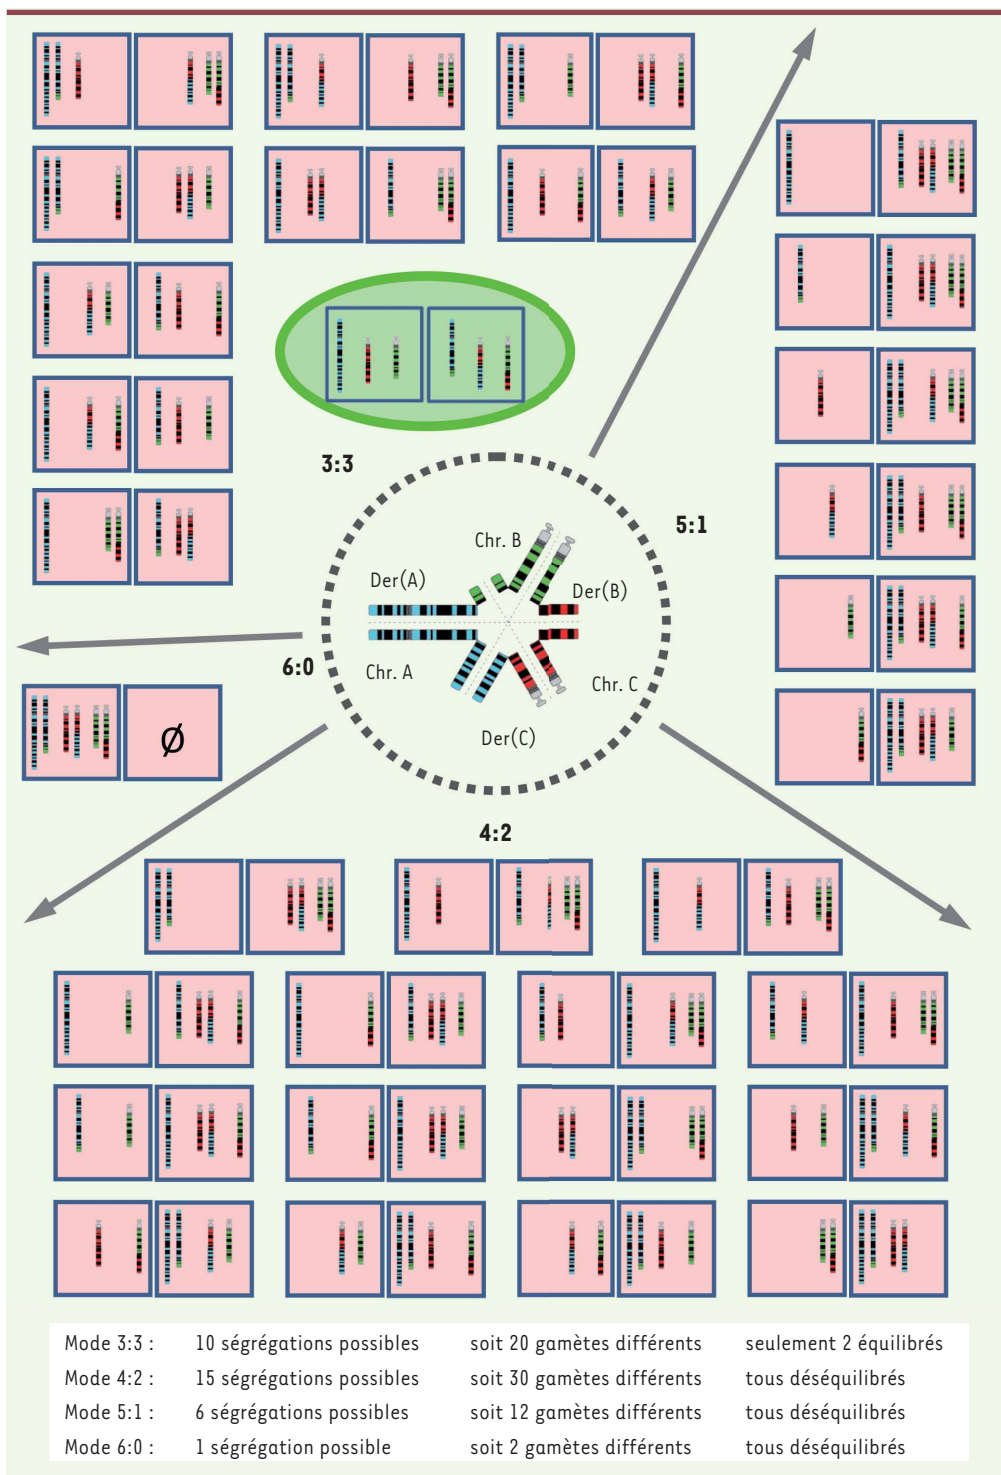 3:3
5:1
Chr. B
Der(A)
Der(B)
6:0
Chr. A
Chr. C
Der(C)
Ø
4:2
Mode 3:3 : 10 ségrégations possibles soit 20 gamètes différents seulement 2 équilibrés
Mode 4:2 : 15 ségrégations possibles soit 30 gamètes différents tous déséquilibrés
Mode 5:1 : 6 ségrégations possibles soit 12 gamètes différents tous déséquilibrés
Mode 6:0 : 1 ségrégation possible soit 2 gamètes différents tous déséquilibrés